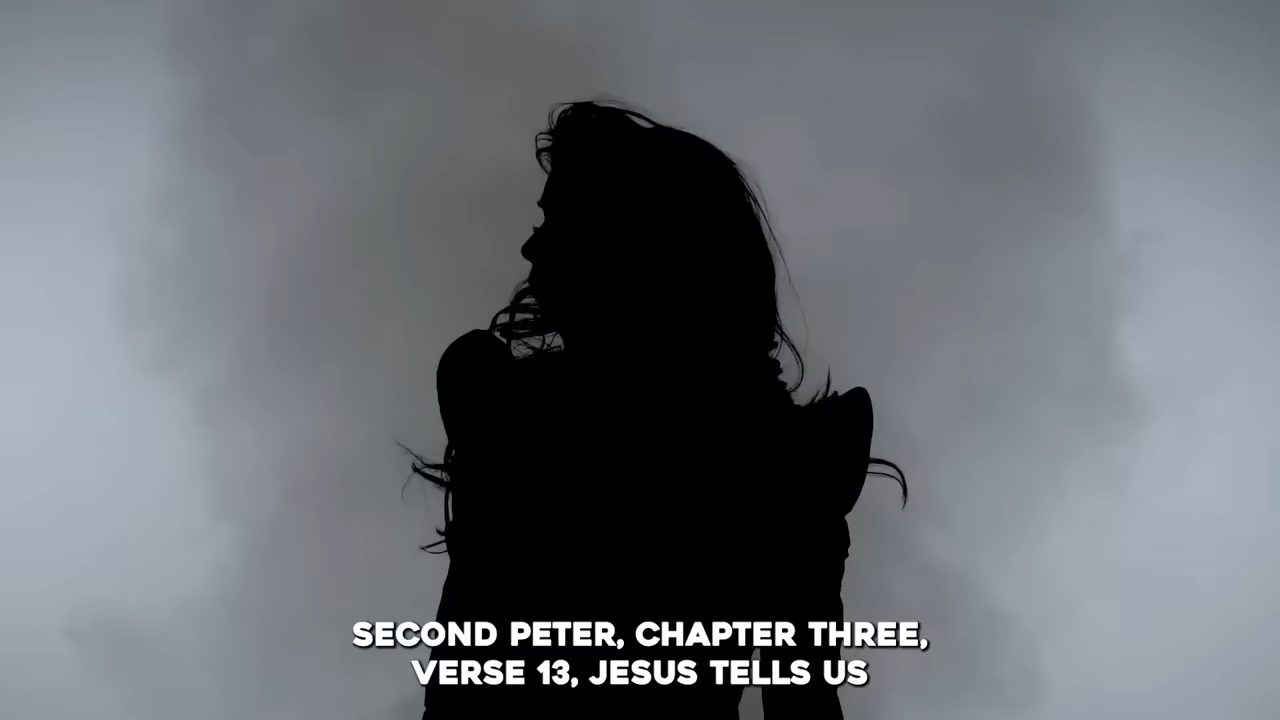 SECOND PETER, CHAPTER THREE,
VERSE 13, JESUS TELLS US